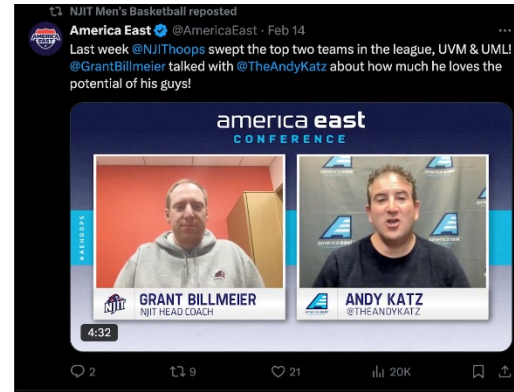 NJIT Men's Basketball reposted
America East @AmericaEast · Feb 14
Last week @NJIThoops swept the top two teams in the league, UVM & UML!
@GrantBillmeier talked with @TheAndyKatz about how much he loves the
potential of his guys!
america east
CONFERENCE
#AEHOOPS
NJIT
GRANT BILLMEIER
NJIT HEAD COACH
ANDY KATZ
@THEANDYKATZ
4:32
2
9
21
20K